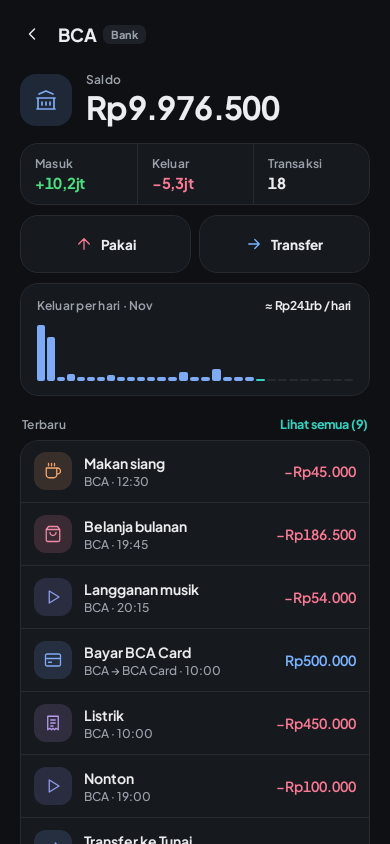 BCA Bank
Saldo
Rp9.976.500
Masuk Keluar Transaksi
+10,2jt −5,3jt 18
Pakai Transfer
Keluar per hari · Nov ≈ Rp241rb / hari
Terbaru Lihat semua (9)
Makan siang
BCA · 12:30
−Rp45.000
Belanja bulanan
BCA · 19:45
−Rp186.500
Langganan musik
BCA · 20:15
−Rp54.000
Bayar BCA Card
BCA → BCA Card · 10:00
Rp500.000
Listrik
BCA · 10:00
−Rp450.000
Nonton
BCA · 19:00
−Rp100.000
Transfer ke Tunai